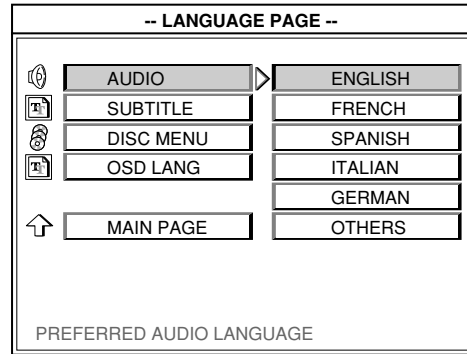 -- LANGUAGE PAGE --
AUDIO
SUBTITLE
DISC MENU
OSD LANG
MAIN PAGE
ENGLISH
FRENCH
SPANISH
ITALIAN
GERMAN
OTHERS
PREFERRED AUDIO LANGUAGE